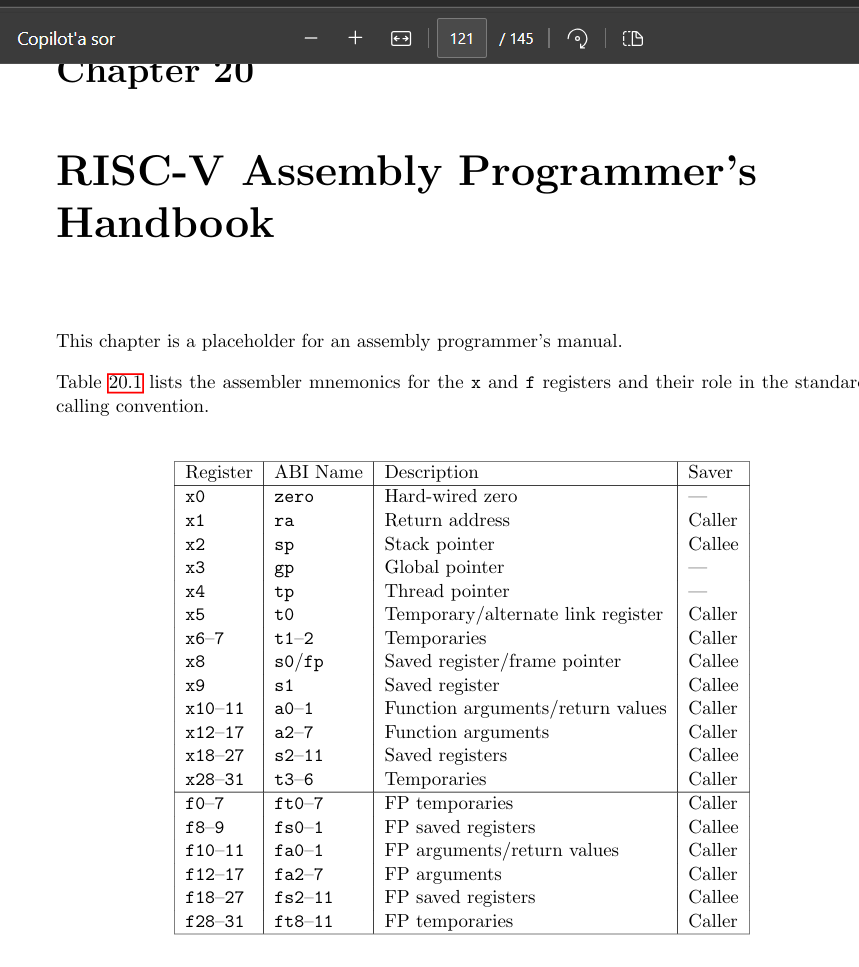 Copilot'a sor
121 / 145
Chapter 20
RISC-V Assembly Programmer's
Handbook
This chapter is a placeholder for an assembly programmer's manual.
Table 20.1 lists the assembler mnemonics for the x and f registers and their role in the standar
calling convention.
Register ABI Name Description Saver
x0 zero Hard-wired zero —
x1 ra Return address Caller
x2 sp Stack pointer Callee
x3 gp Global pointer —
x4 tp Thread pointer —
x5 t0 Temporary/alternate link register Caller
x6–7 t1–2 Temporaries Caller
x8 s0/fp Saved register/frame pointer Callee
x9 s1 Saved register Callee
x10–11 a0–1 Function arguments/return values Caller
x12–17 a2–7 Function arguments Caller
x18–27 s2–11 Saved registers Callee
x28–31 t3–6 Temporaries Caller
f0–7 ft0–7 FP temporaries Caller
f8–9 fs0–1 FP saved registers Callee
f10–11 fa0–1 FP arguments/return values Caller
f12–17 fa2–7 FP arguments Caller
f18–27 fs2–11 FP saved registers Callee
f28–31 ft8–11 FP temporaries Caller